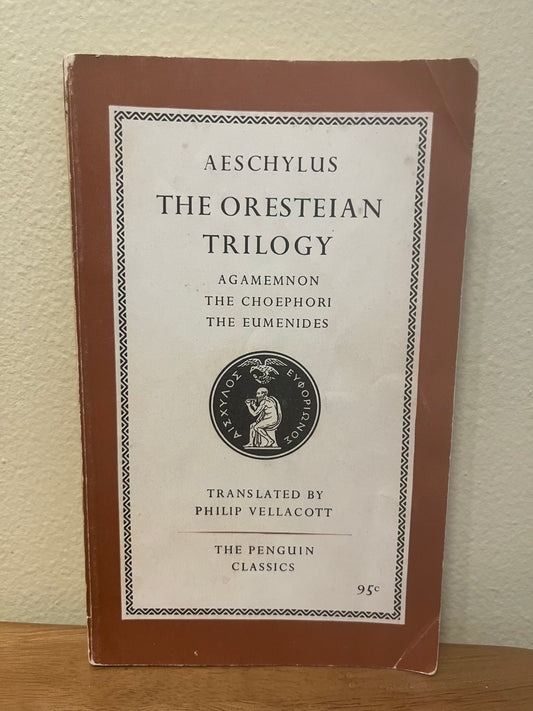 AESCHYLUS
THE ORESTEIAN
TRILOGY
AGAMEMNON
THE CHOEPHORI
THE EUMENIDES
ΑΙΣΧΥΛΟΣ ΕΥΦΟΡΙΩΝΟΣ
TRANSLATED BY
PHILIP VELLACOTT
THE PENGUIN
CLASSICS
95c